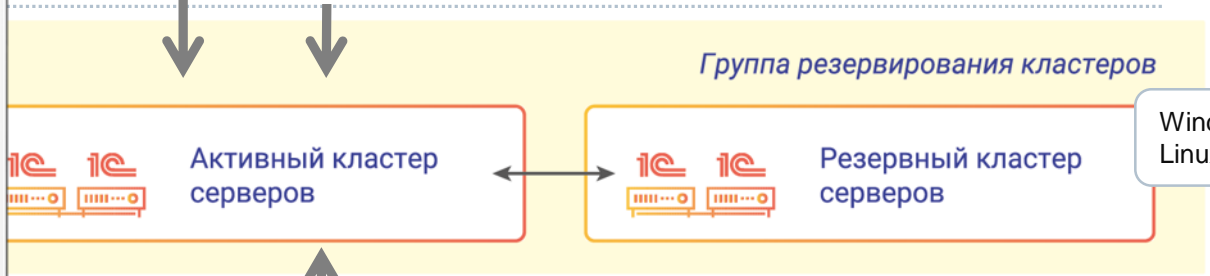 Группа резервирования кластеров
1С 1С
Активный кластер
серверов
1С 1С
Резервный кластер
серверов